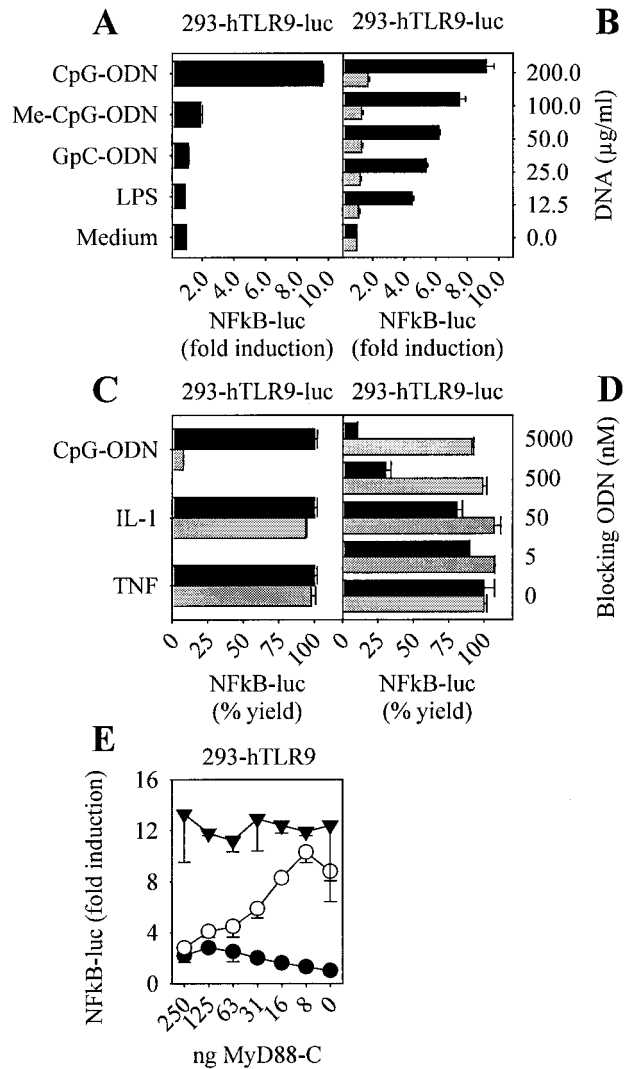 A
293-hTLR9-luc
293-hTLR9-luc
B
CpG-ODN
Me-CpG-ODN
GpC-ODN
LPS
Medium
200.0
100.0
50.0
25.0
12.5
0.0
DNA (µg/ml)
2.0 4.0 6.0 8.0 10.0
2.0 4.0 6.0 8.0 10.0
NFkB-luc
(fold induction)
NFkB-luc
(fold induction)
C
293-hTLR9-luc
293-hTLR9-luc
D
CpG-ODN
IL-1
TNF
5000
500
50
5
0
Blocking ODN (nM)
0 25 50 75 100
0 25 50 75 100
NFkB-luc
(% yield)
NFkB-luc
(% yield)
E
293-hTLR9
NFkB-luc (fold induction)
16
12
8
4
0
250 125 63 31 16 8 0
ng MyD88-C